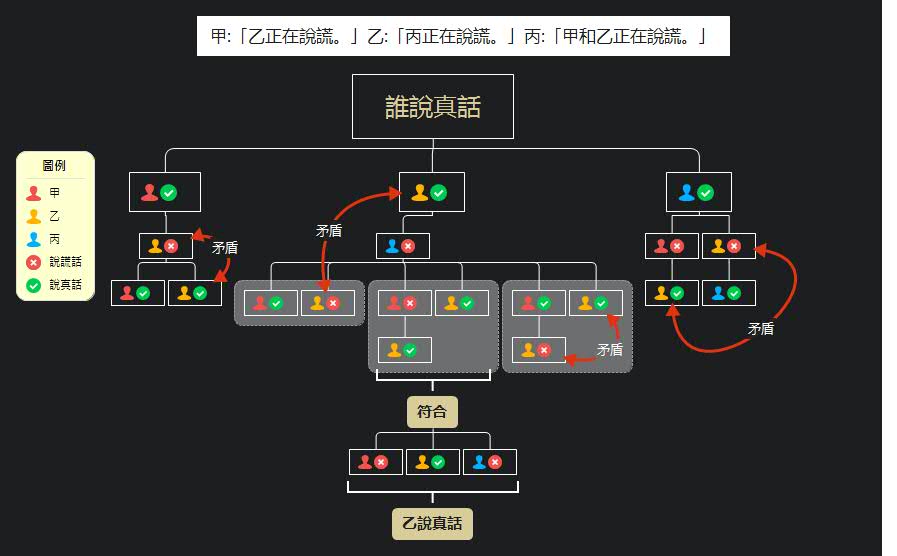 甲:「乙正在說謊。」乙:「丙正在說謊。」丙:「甲和乙正在說謊。」
誰說真話
圖例
甲
乙
丙
說謊話
說真話
矛盾
矛盾
矛盾
矛盾
符合
乙說真話